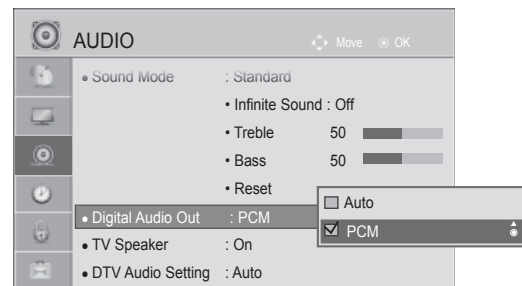 AUDIO
Move OK
• Sound Mode : Standard
• Infinite Sound : Off
• Treble 50
• Bass 50
• Reset
• Digital Audio Out : PCM
Auto
PCM
• TV Speaker : On
• DTV Audio Setting : Auto